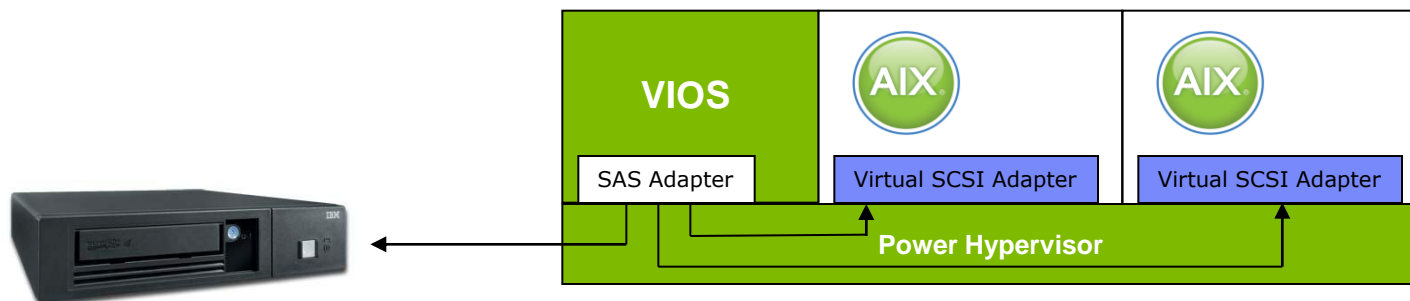 VIOS
AIX
AIX
SAS Adapter
Virtual SCSI Adapter
Virtual SCSI Adapter
IBM
Power Hypervisor